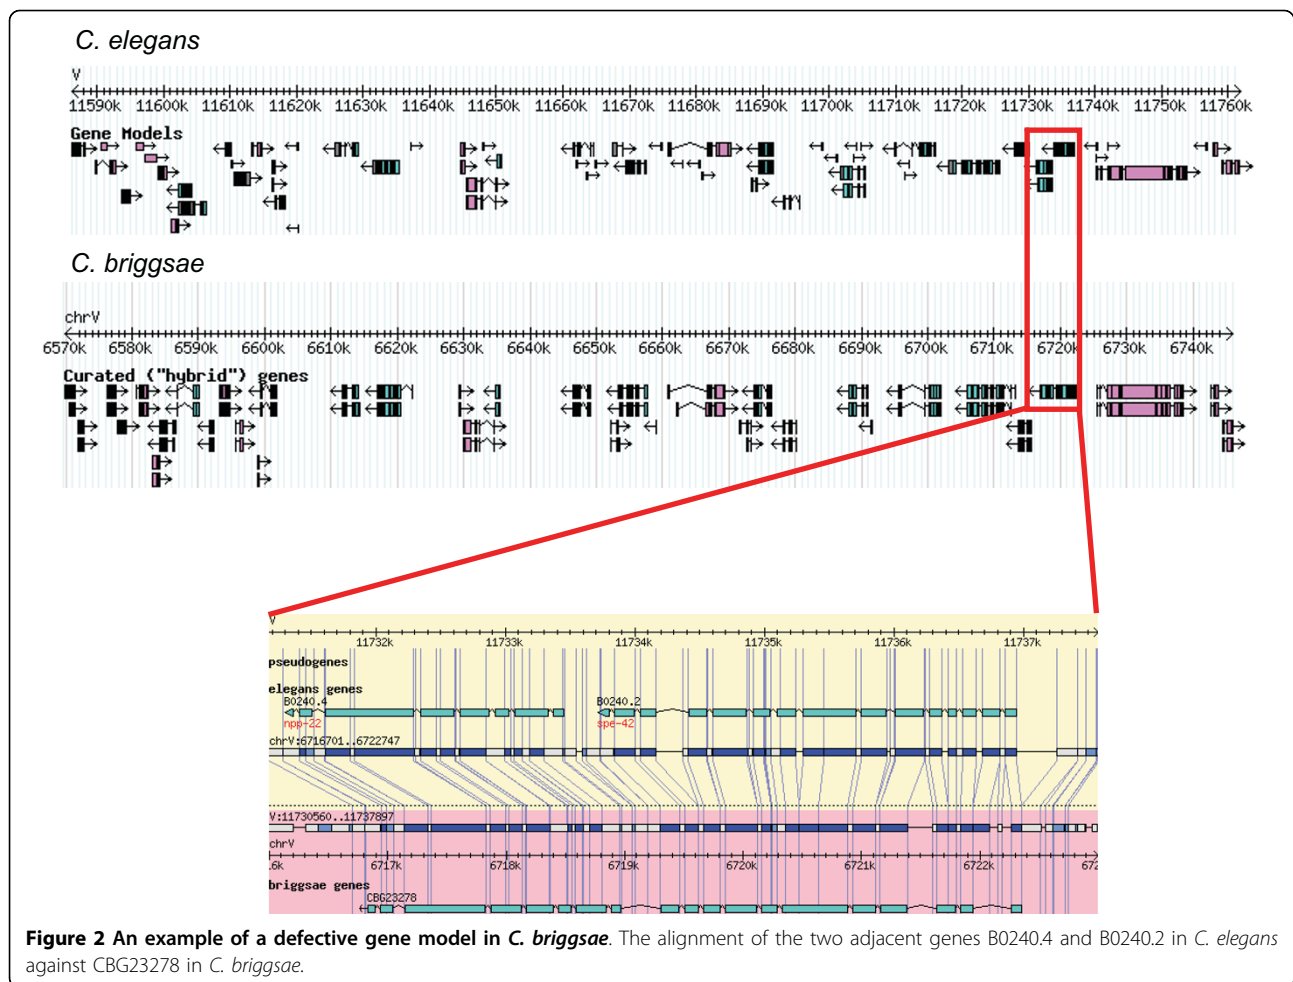 C. elegans
V
11590k 11600k 11610k 11620k 11630k 11640k 11650k 11660k 11670k 11680k 11690k 11700k 11710k 11720k 11730k 11740k 11750k 11760k
Gene Models
C. briggsae
chrV
6570k 6580k 6590k 6600k 6610k 6620k 6630k 6640k 6650k 6660k 6670k 6680k 6690k 6700k 6710k 6720k 6730k 6740k
Curated ("hybrid") genes
V
11732k 11733k 11734k 11735k 11736k 11737k
pseudogenes
elegans genes
B0240.4 B0240.2
npp-22 spe-42
chrV:6716701..6722747
V:11730560..11737897
chrV
.6k 6717k 6718k 6719k 6720k 6721k 6722k 672
briggsae genes
CBG23278
Figure 2 An example of a defective gene model in C. briggsae. The alignment of the two adjacent genes B0240.4 and B0240.2 in C. elegans
against CBG23278 in C. briggsae.